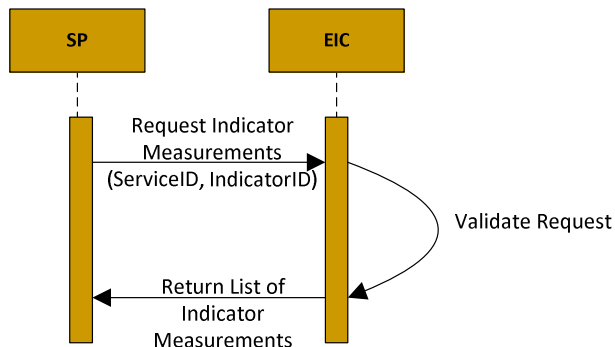 SP
EIC
Request Indicator
Measurements
(ServiceID, IndicatorID)
Validate Request
Return List of
Indicator
Measurements